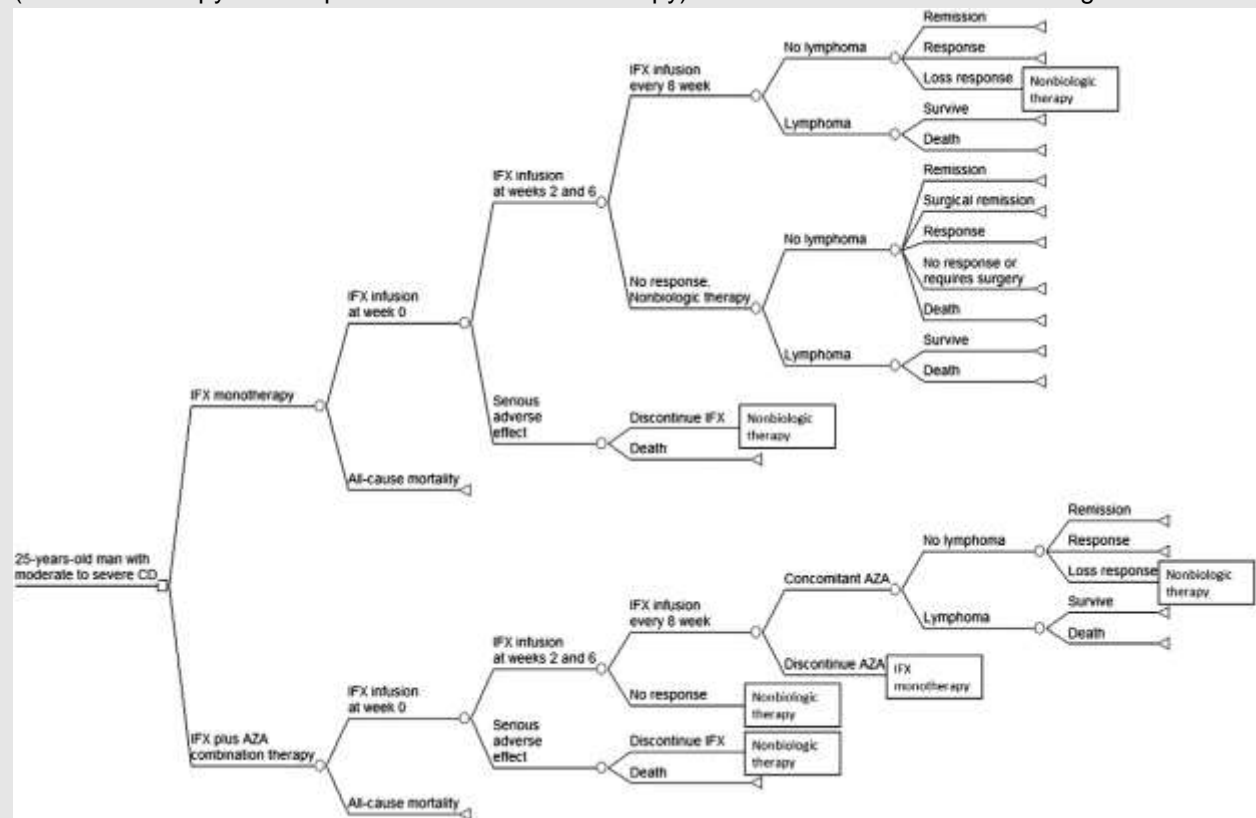 Remission
No lymphoma
Response
IFX infusion
every 8 week
Loss response
Nonbiologic
therapy
Survive
Lymphoma
Death
IFX infusion
at weeks 2 and 6
Remission
Surgical remission
No lymphoma
Response
No response or
requires surgery
No response.
Nonbiologic therapy
IFX infusion
at week 0
Death
Survive
Lymphoma
Death
IFX monotherapy
Serious
adverse
effect
Discontinue IFX
Nonbiologic
therapy
Death
All-cause mortality
Remission
No lymphoma
Response
25-years-old man with
moderate to severe CD
Loss response
Nonbiologic
therapy
Concomitant AZA
Survive
IFX infusion
every 8 week
Lymphoma
Death
IFX infusion
at weeks 2 and 6
Discontinue AZA
IFX
monotherapy
No response
Nonbiologic
therapy
IFX infusion
at week 0
Serious
adverse
effect
IFX plus AZA
combination therapy
Discontinue IFX
Nonbiologic
therapy
Death
All-cause mortality